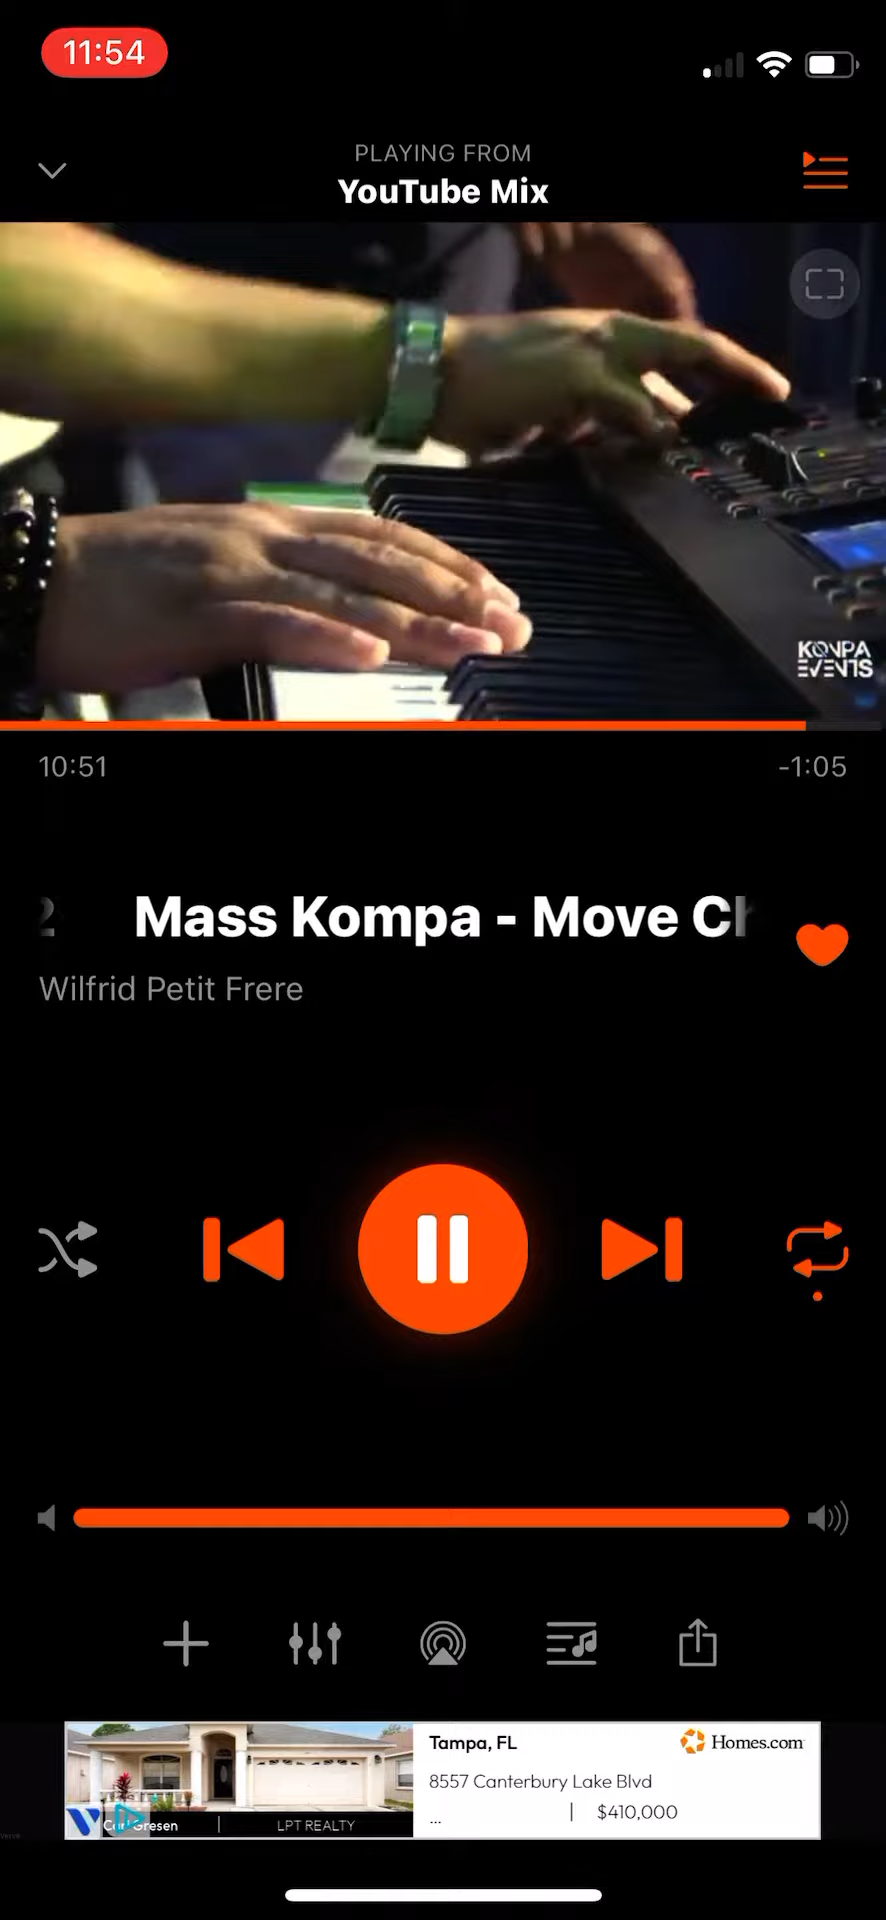 11:54
PLAYING FROM
YouTube Mix
KONPA
EVENTS
10:51
-1:05
Mass Kompa - Move
Wilfrid Petit Frere
Tampa, FL
Homes.com
8557 Canterbury Lake Blvd
... | $410,000
Gresen | LPT REALTY